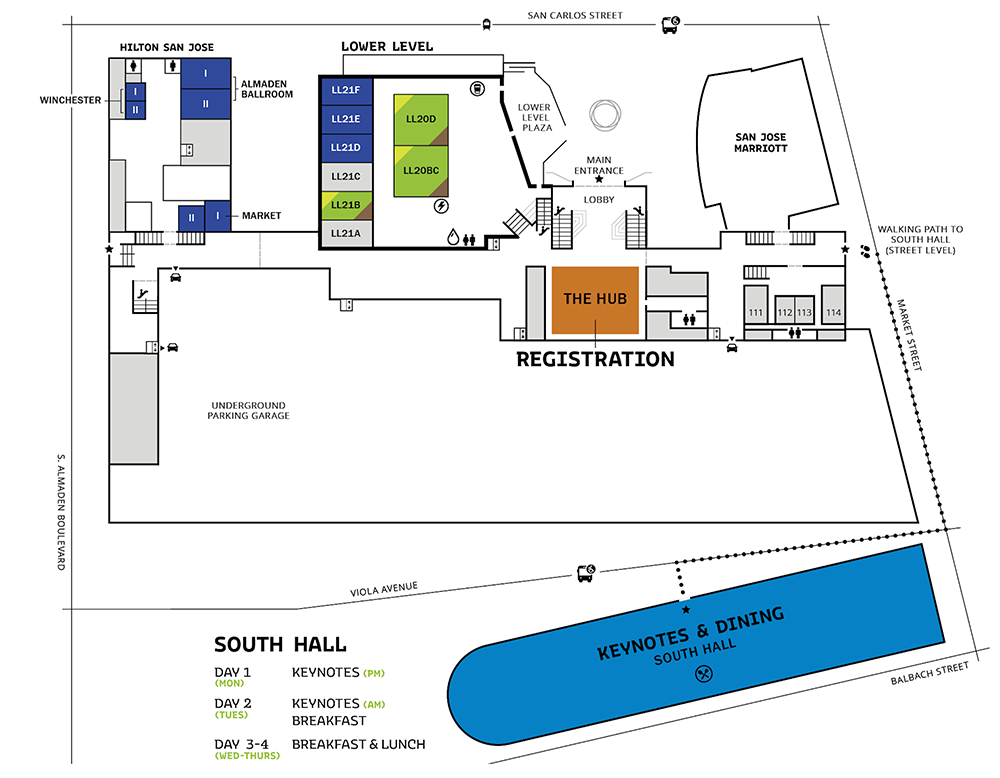 SAN CARLOS STREET
HILTON SAN JOSE
LOWER LEVEL
WINCHESTER
I
II
I
II
ALMADEN
BALLROOM
II
I
MARKET
LL21F
LL21E
LL21D
LL21C
LL21B
LL21A
LL20D
LL20BC
LOWER
LEVEL
PLAZA
MAIN
ENTRANCE
LOBBY
SAN JOSE
MARRIOTT
WALKING PATH TO
SOUTH HALL
(STREET LEVEL)
THE HUB
REGISTRATION
111
112
113
114
MARKET STREET
UNDERGROUND
PARKING GARAGE
S. ALMADEN BOULEVARD
VIOLA AVENUE
KEYNOTES & DINING
SOUTH HALL
BALBACH STREET
SOUTH HALL
DAY 1 KEYNOTES (PM)
(MON)
DAY 2 KEYNOTES (AM)
(TUES) BREAKFAST
DAY 3-4 BREAKFAST & LUNCH
(WED-THURS)